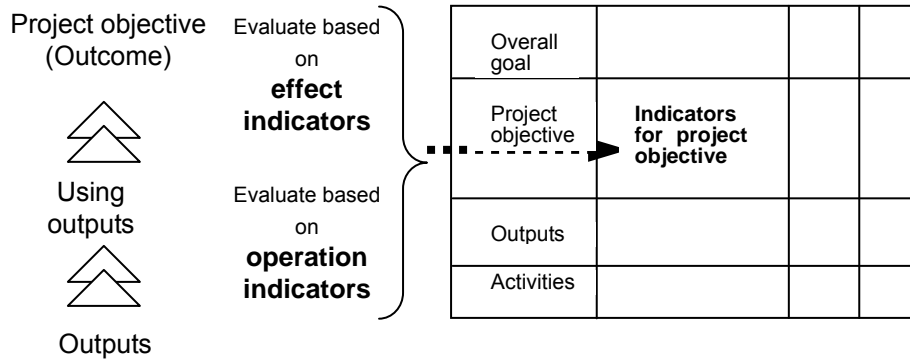 Project objective
(Outcome)
Using
outputs
Outputs
Evaluate based
on
effect
indicators
Evaluate based
on
operation
indicators
Overall
goal
Project
objective
Indicators
for project
objective
Outputs
Activities